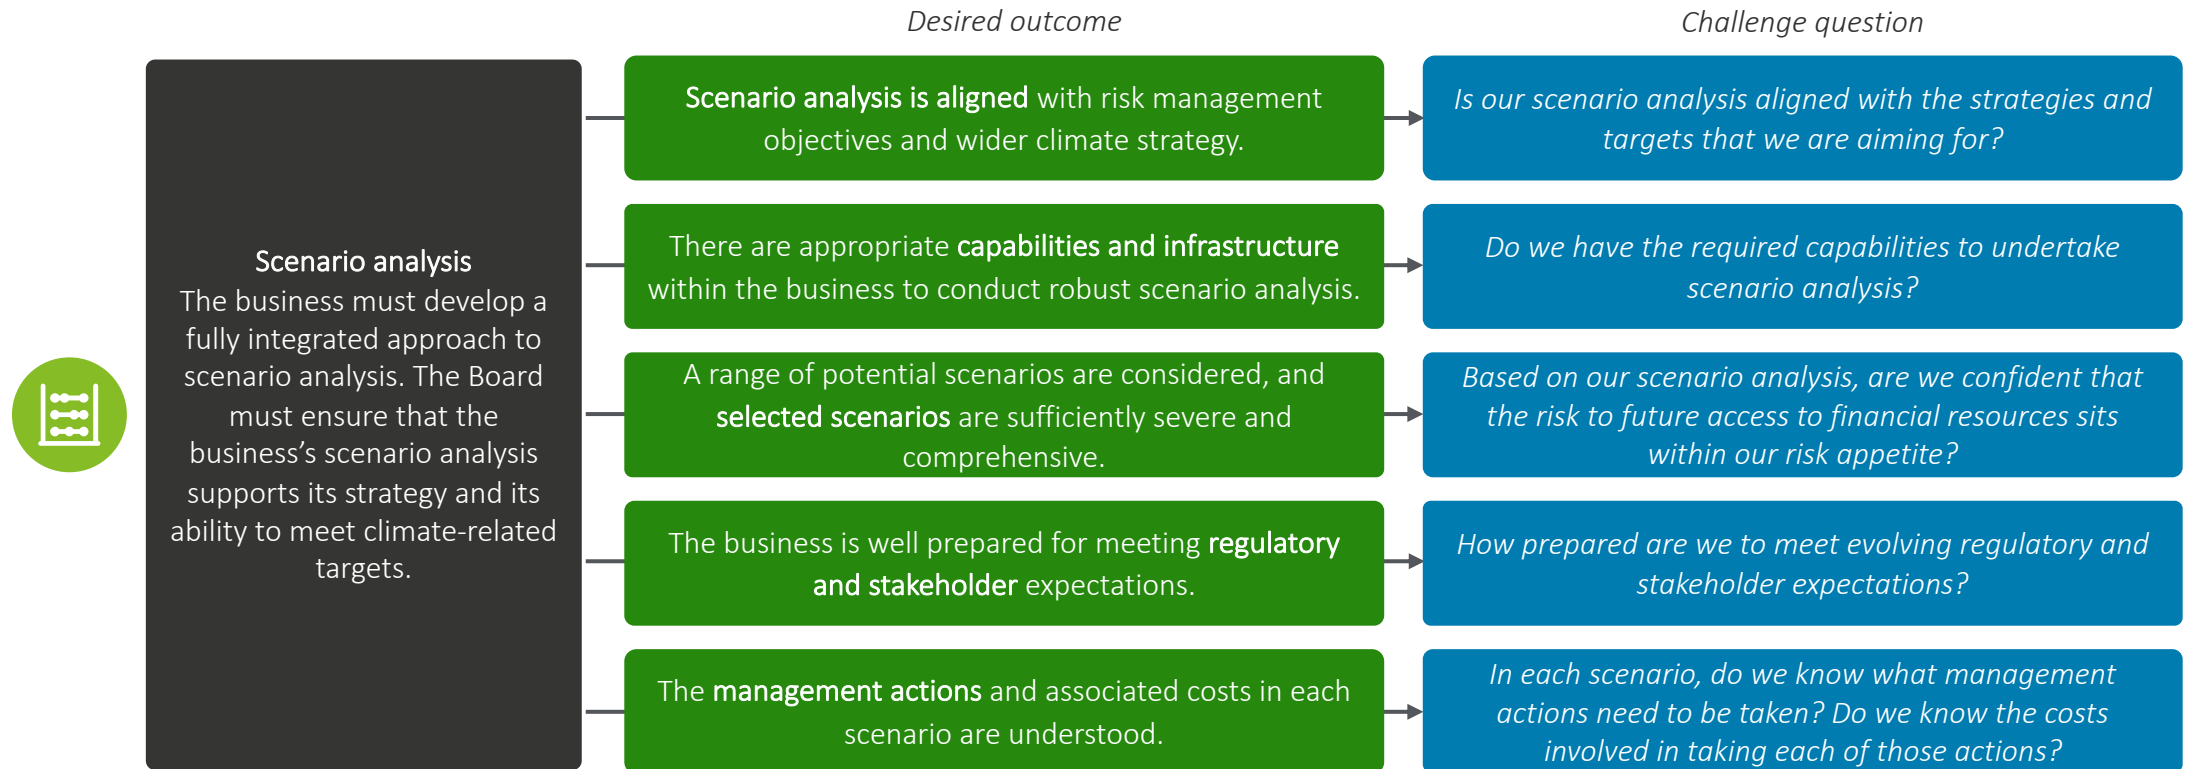 Desired outcome
Challenge question
Scenario analysis
The business must develop a
fully integrated approach to
scenario analysis. The Board
must ensure that the
business’s scenario analysis
supports its strategy and its
ability to meet climate-related
targets.
Scenario analysis is aligned with risk management
objectives and wider climate strategy.
Is our scenario analysis aligned with the strategies and
targets that we are aiming for?
There are appropriate capabilities and infrastructure
within the business to conduct robust scenario analysis.
Do we have the required capabilities to undertake
scenario analysis?
A range of potential scenarios are considered, and
selected scenarios are sufficiently severe and
comprehensive.
Based on our scenario analysis, are we confident that
the risk to future access to financial resources sits
within our risk appetite?
The business is well prepared for meeting regulatory
and stakeholder expectations.
How prepared are we to meet evolving regulatory and
stakeholder expectations?
The management actions and associated costs in each
scenario are understood.
In each scenario, do we know what management
actions need to be taken? Do we know the costs
involved in taking each of those actions?